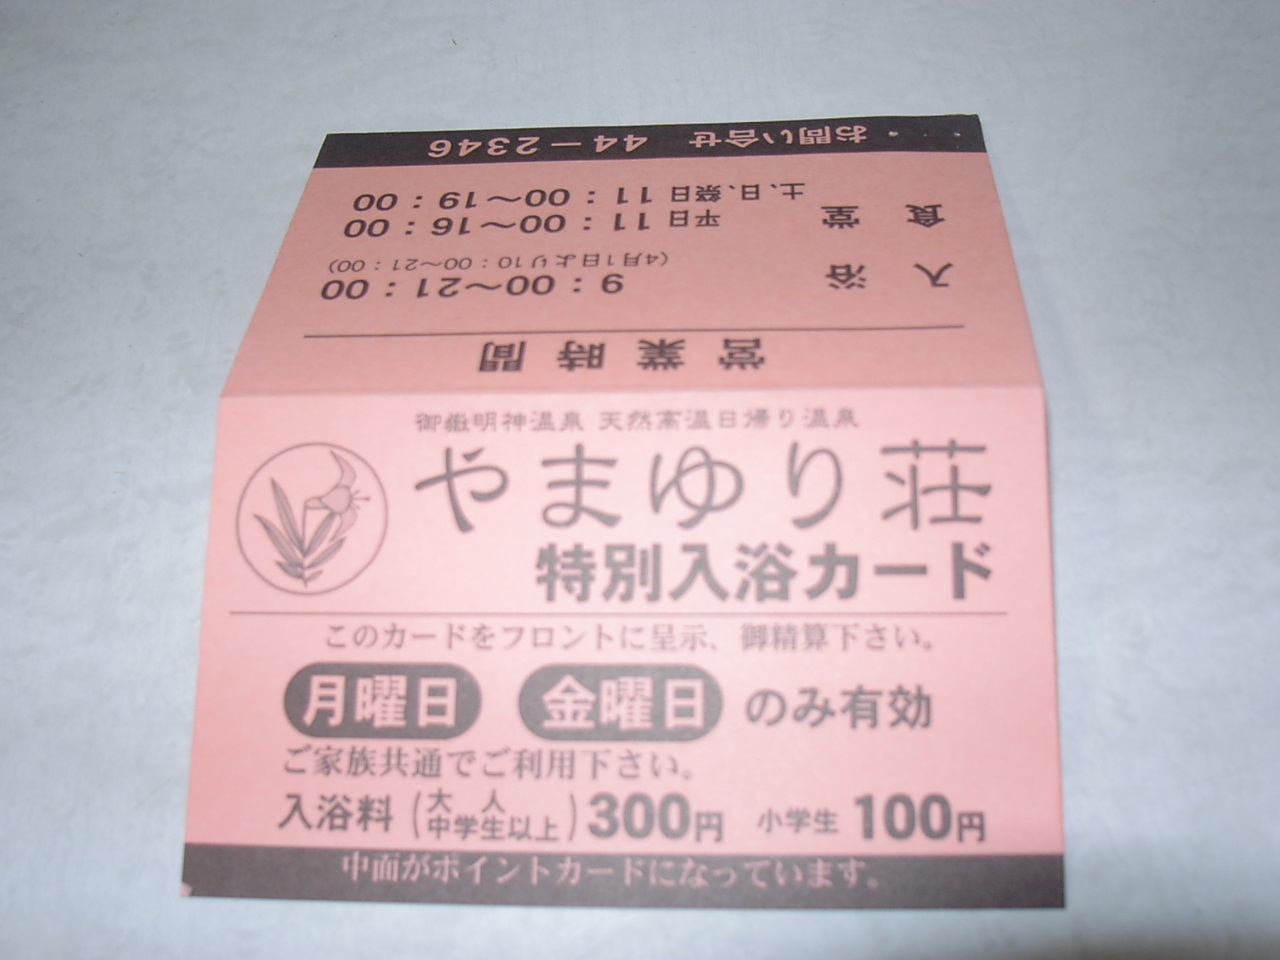 御嶽明神温泉 天然高温日帰り温泉
やまゆり荘
特別入浴カード
このカードをフロントに呈示、御精算下さい。
月曜日 金曜日 のみ有効
ご家族共通でご利用下さい。
入浴料(大人 中学生以上)300円 小学生 100円
中面がポイントカードになっています。
営業時間
入浴 9:00〜21:00
(4月1日より10:00〜21:00)
食堂 平日11:00〜16:00
土、日、祭日11:00〜19:00
・お問い合せ 44-2346